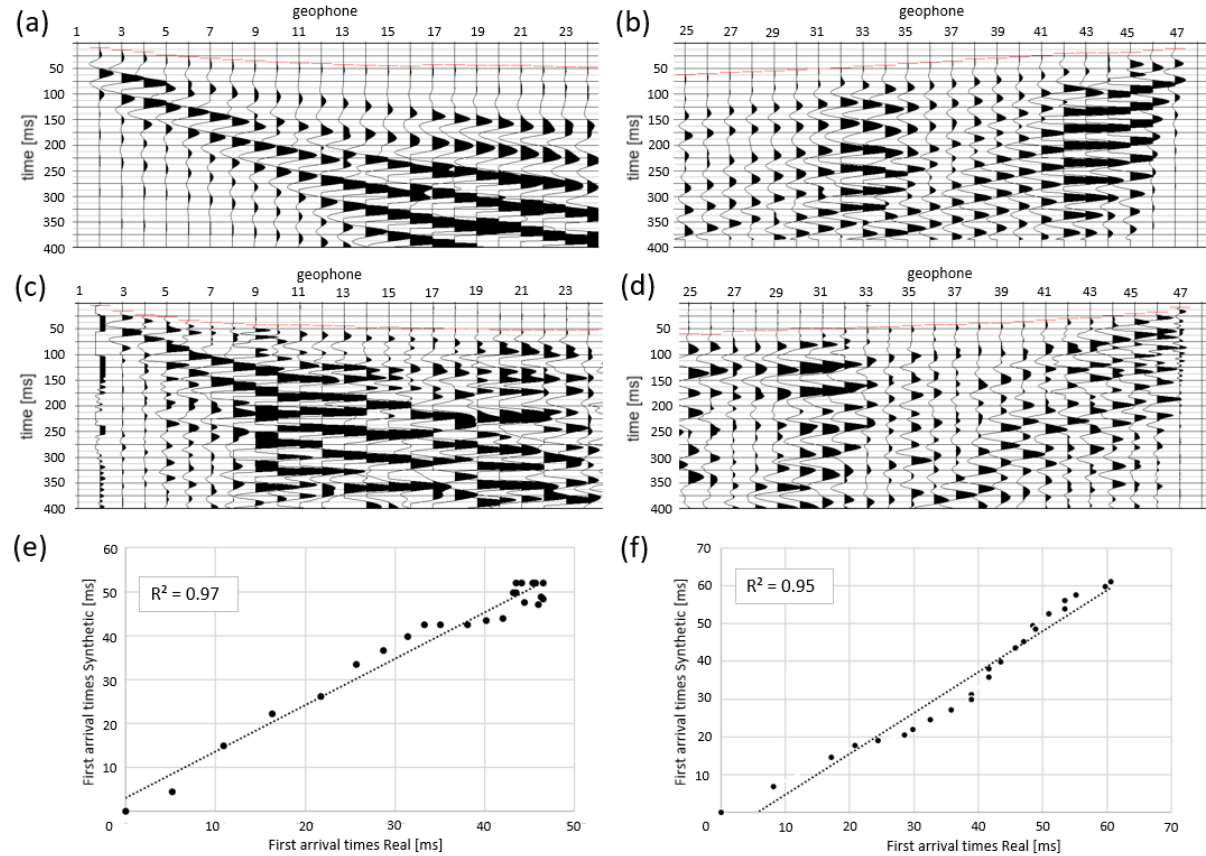 (a)
geophone
1 3 5 7 9 11 13 15 17 19 21 23
50
100
150
200
250
300
350
400
time [ms]
(b)
geophone
25 27 29 31 33 35 37 39 41 43 45 47
50
100
150
200
250
300
350
400
time [ms]
(c)
geophone
1 3 5 7 9 11 13 15 17 19 21 23
50
100
150
200
250
300
350
400
time [ms]
(d)
geophone
25 27 29 31 32 34 35 37 39 41 43 45 47
50
100
150
200
250
300
350
400
time [ms]
(e)
R² = 0.97
60
50
40
30
20
10
0 10 20 30 40 50
First arrival times Synthetic [ms]
First arrival times Real [ms]
(f)
R² = 0.95
70
60
50
40
30
20
10
0
0 10 20 30 40 50 60 70
First arrival times Synthetic [ms]
First arrival times Real [ms]